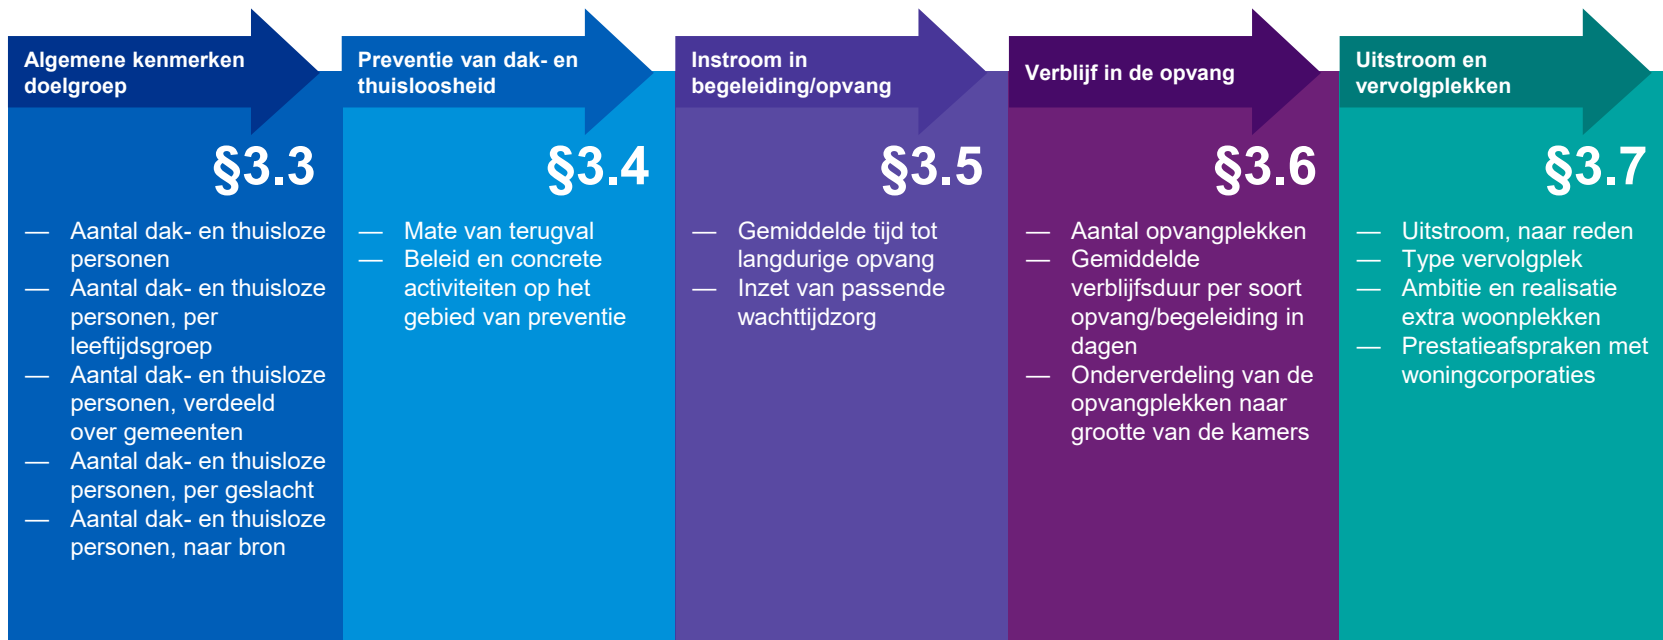 Algemene kenmerken
doelgroep
§3.3
— Aantal dak- en thuisloze
personen
— Aantal dak- en thuisloze
personen, per
leeftijdsgroep
— Aantal dak- en thuisloze
personen, verdeeld
over gemeenten
— Aantal dak- en thuisloze
personen, per geslacht
— Aantal dak- en thuisloze
personen, naar bron
Preventie van dak- en
thuisloosheid
§3.4
— Mate van terugval
— Beleid en concrete
activiteiten op het
gebied van preventie
Instroom in
begeleiding/opvang
§3.5
— Gemiddelde tijd tot
langdurige opvang
— Inzet van passende
wachttijdzorg
Verblijf in de opvang
§3.6
— Aantal opvangplekken
— Gemiddelde
verblijfsduur per soort
opvang/begeleiding in
dagen
— Onderverdeling van de
opvangplekken naar
grootte van de kamers
Uitstroom en
vervolgplekken
§3.7
— Uitstroom, naar reden
— Type vervolgplek
— Ambitie en realisatie
extra woonplekken
— Prestatieafspraken met
woningcorporaties